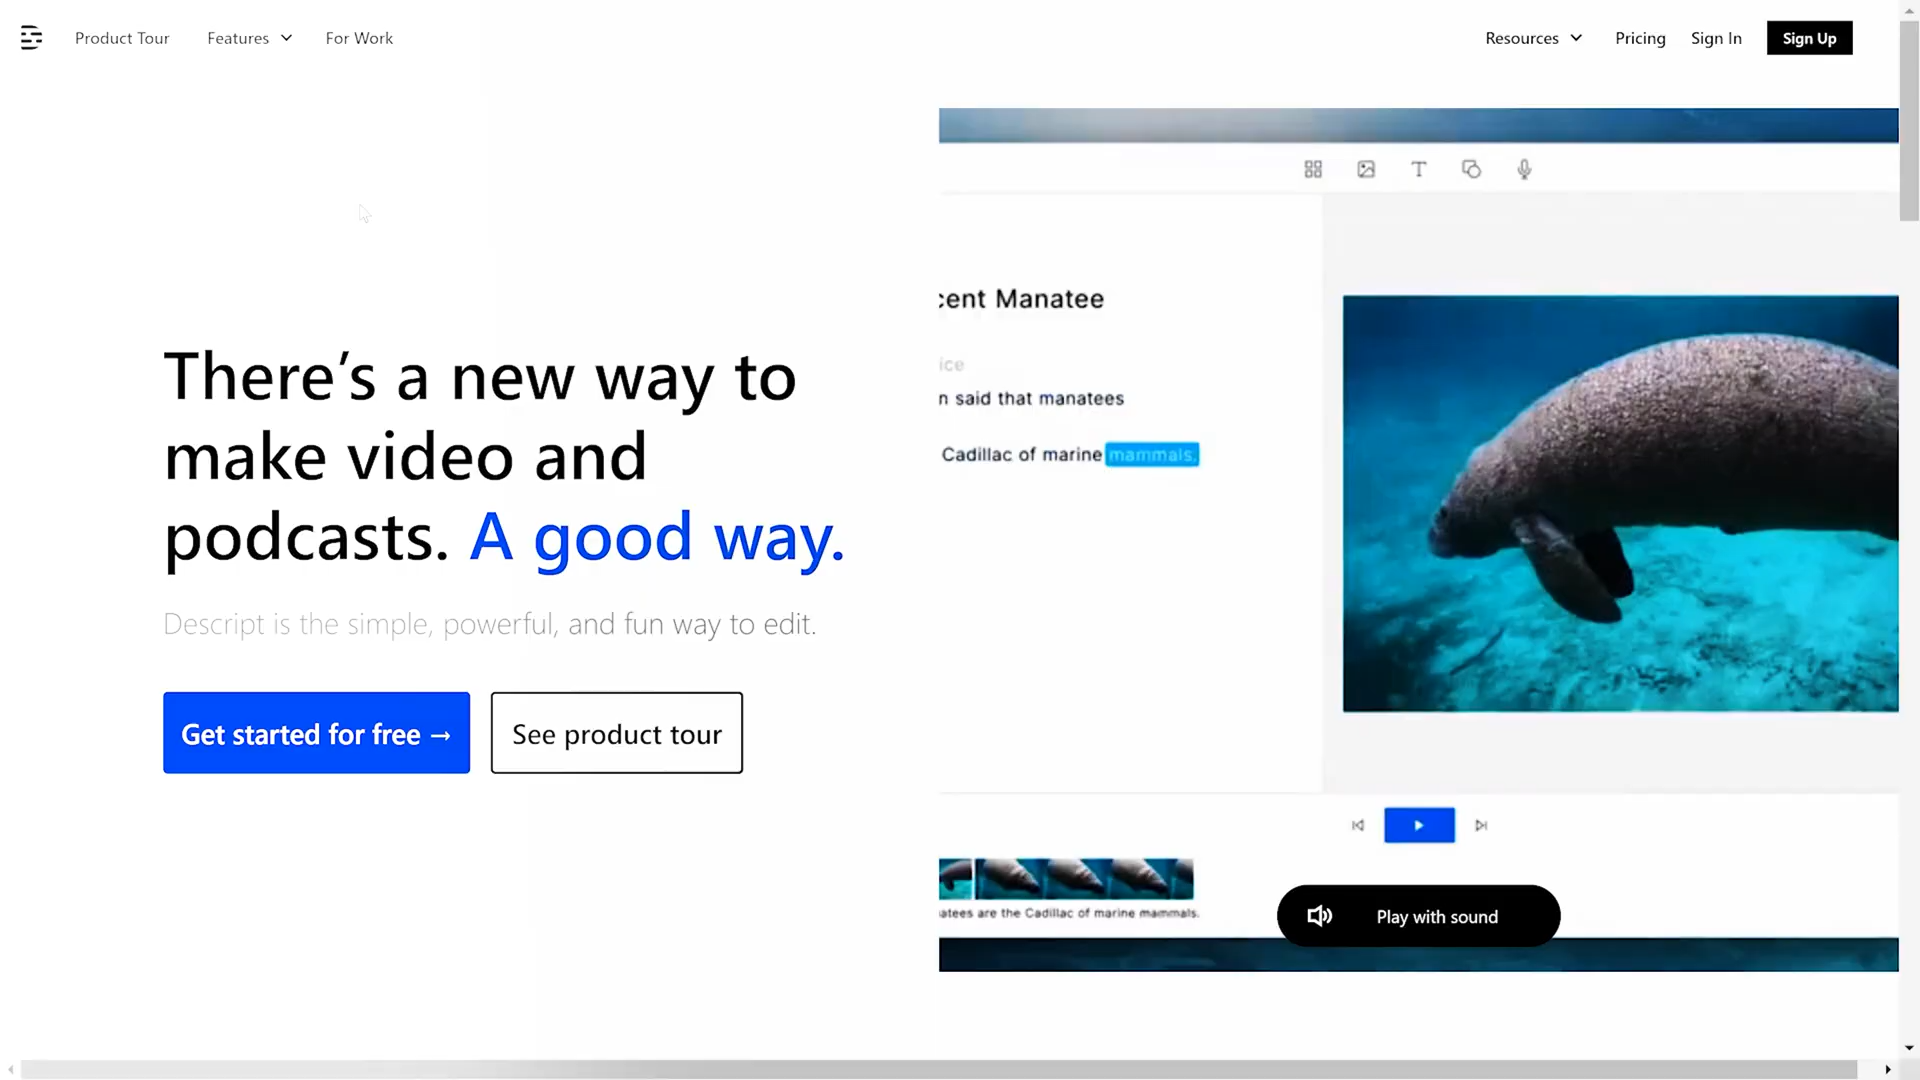 Product Tour
Features
For Work
Resources
Pricing
Sign In
Sign Up
There’s a new way to
make video and
podcasts. A good way.
Descript is the simple, powerful, and fun way to edit.
Get started for free →
See product tour
cent Manatee
ice
n said that manatees
Cadillac of marine mammals.
atees are the Cadillac of marine mammals.
Play with sound